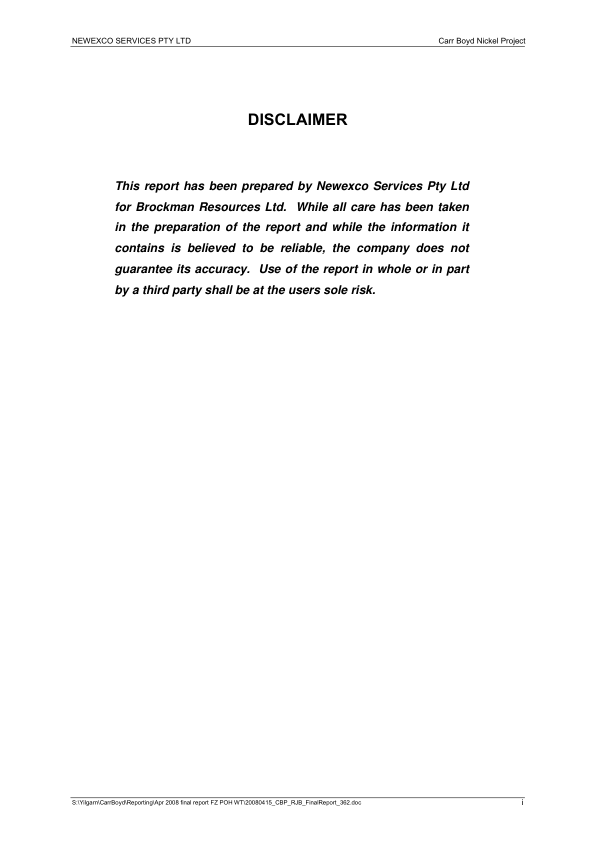 NEWEXCO SERVICES PTY LTD Carr Boyd Nickel Project
DISCLAIMER
This report has been prepared by Newexco Services Pty Ltd
for Brockman Resources Ltd.  While all care has been taken
in the preparation of the report and while the information it
contains is believed to be reliable, the company does not
guarantee its accuracy.  Use of the report in whole or in part
by a third party shall be at the users sole risk.
S:\Yilgarn\CarrBoyd\Reporting\Apr 2008 final report FZ POH WT\20080415_CBP_RJB_FinalReport_362.doc i